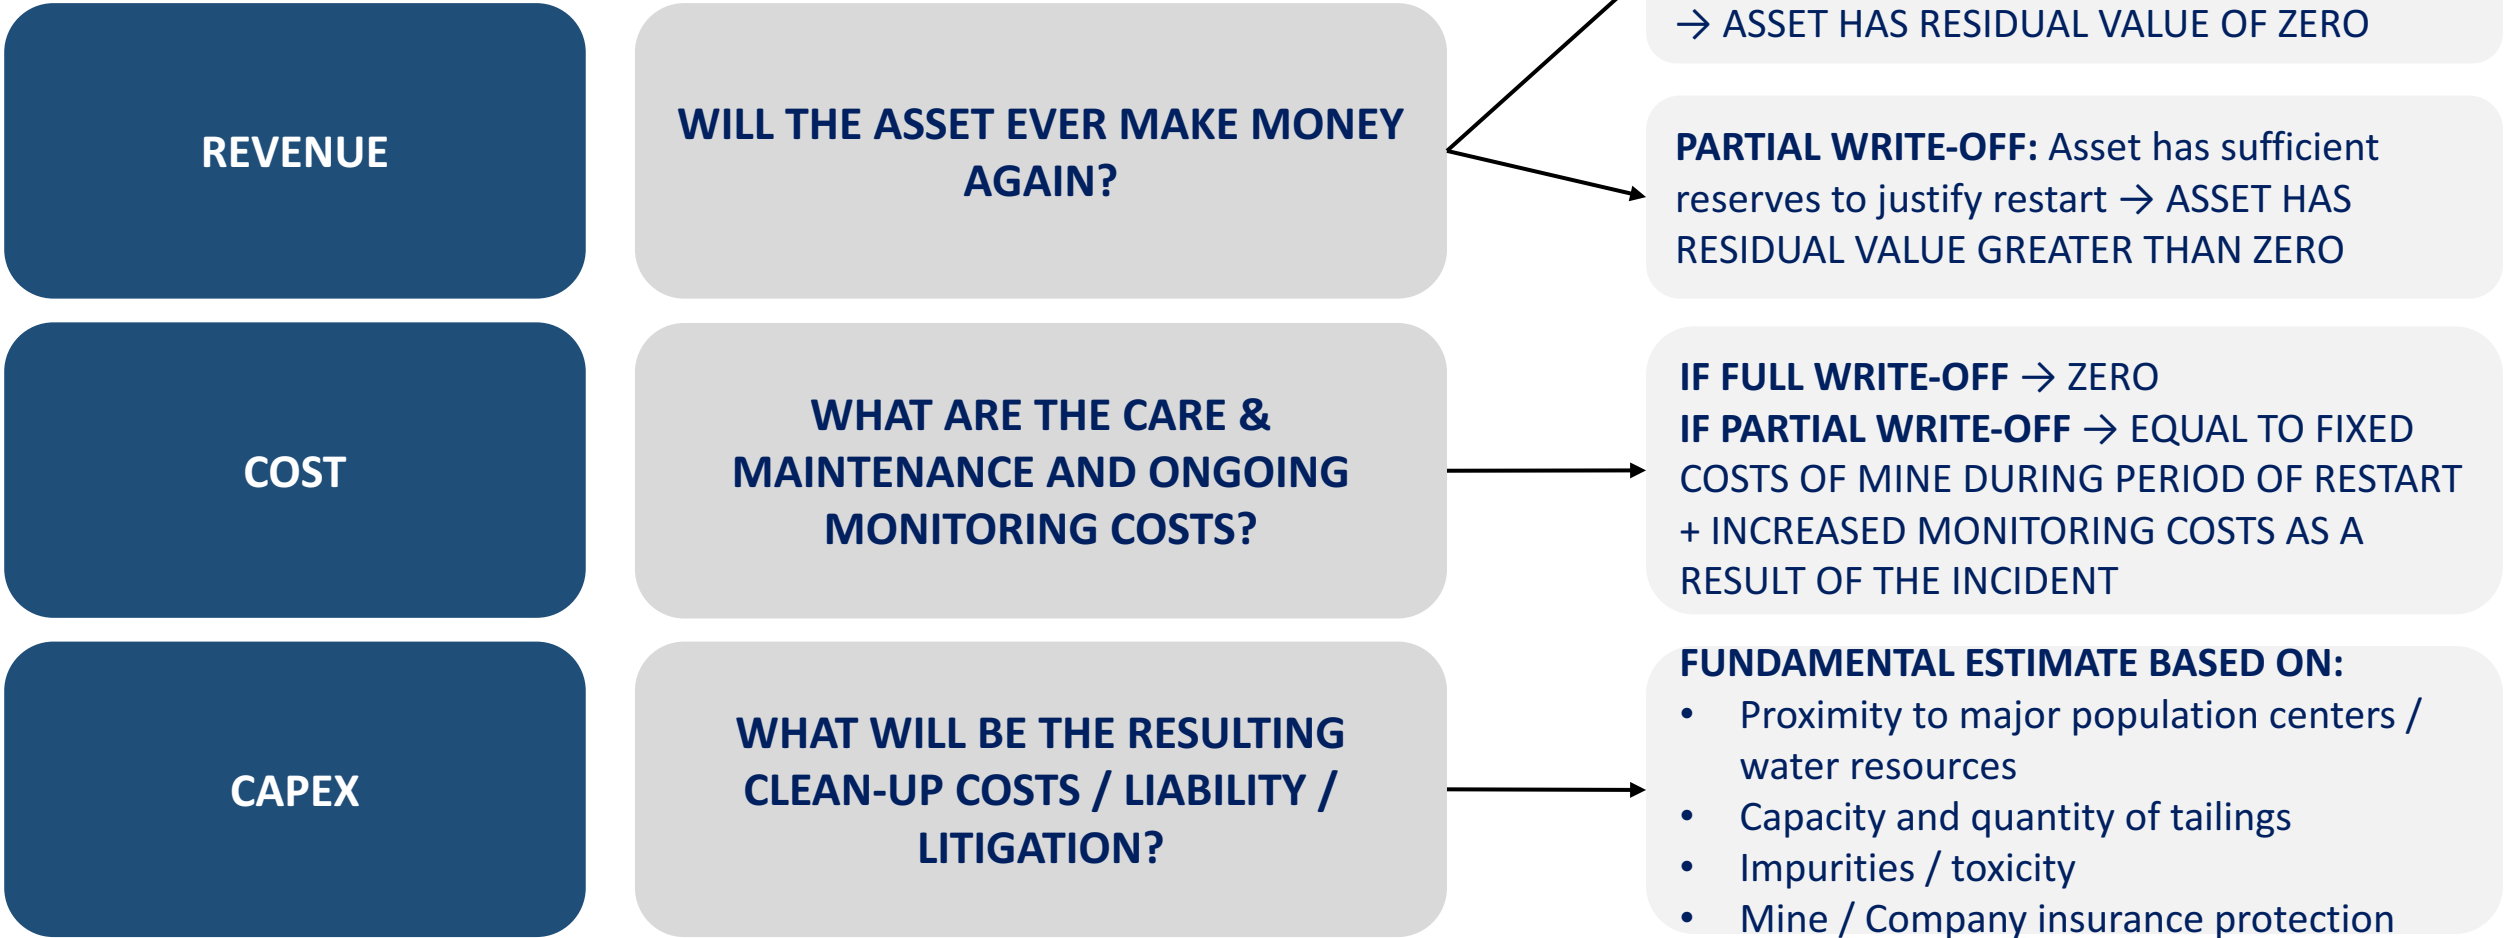 REVENUE
WILL THE ASSET EVER MAKE MONEY
AGAIN?
→ ASSET HAS RESIDUAL VALUE OF ZERO
PARTIAL WRITE-OFF: Asset has sufficient
reserves to justify restart → ASSET HAS
RESIDUAL VALUE GREATER THAN ZERO
COST
WHAT ARE THE CARE &
MAINTENANCE AND ONGOING
MONITORING COSTS?
IF FULL WRITE-OFF → ZERO
IF PARTIAL WRITE-OFF → EQUAL TO FIXED
COSTS OF MINE DURING PERIOD OF RESTART
+ INCREASED MONITORING COSTS AS A
RESULT OF THE INCIDENT
CAPEX
WHAT WILL BE THE RESULTING
CLEAN-UP COSTS / LIABILITY /
LITIGATION?
FUNDAMENTAL ESTIMATE BASED ON:
• Proximity to major population centers /
water resources
• Capacity and quantity of tailings
• Impurities / toxicity
• Mine / Company insurance protection